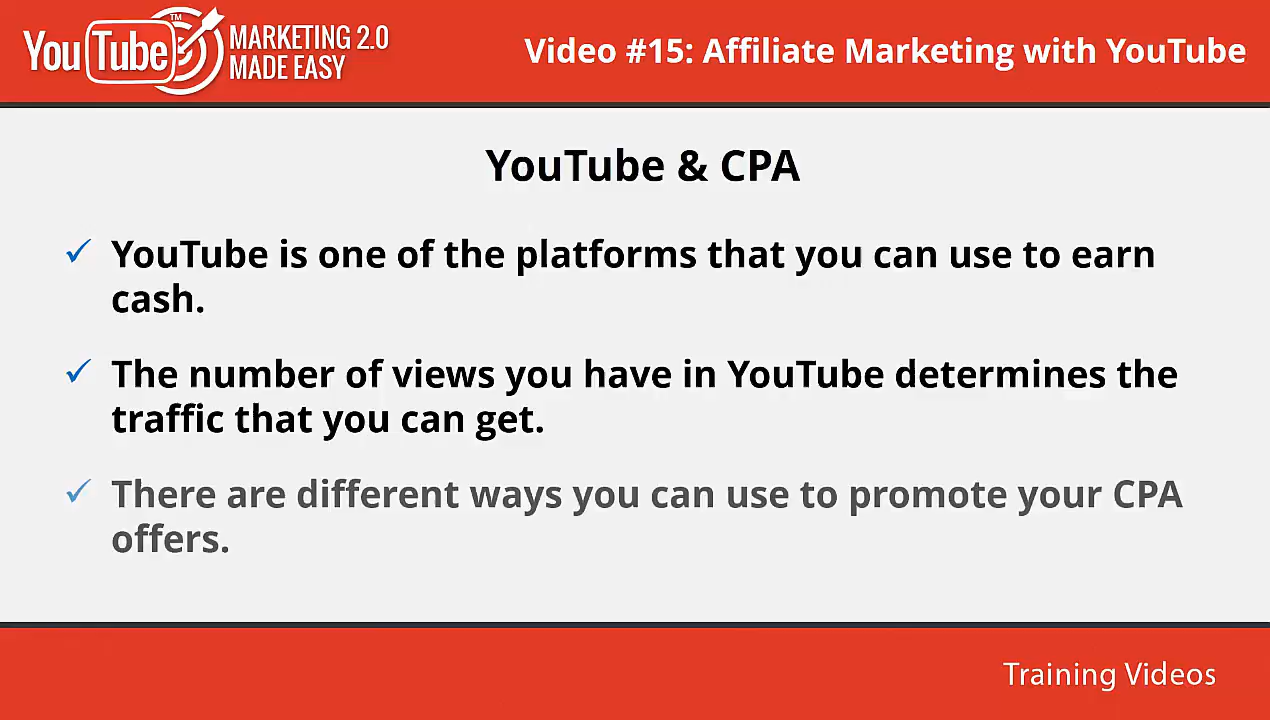 YouTube™ MARKETING 2.0
MADE EASY
Video #15: Affiliate Marketing with YouTube
YouTube & CPA
✓ YouTube is one of the platforms that you can use to earn
cash.
✓ The number of views you have in YouTube determines the
traffic that you can get.
✓ There are different ways you can use to promote your CPA
offers.
Training Videos